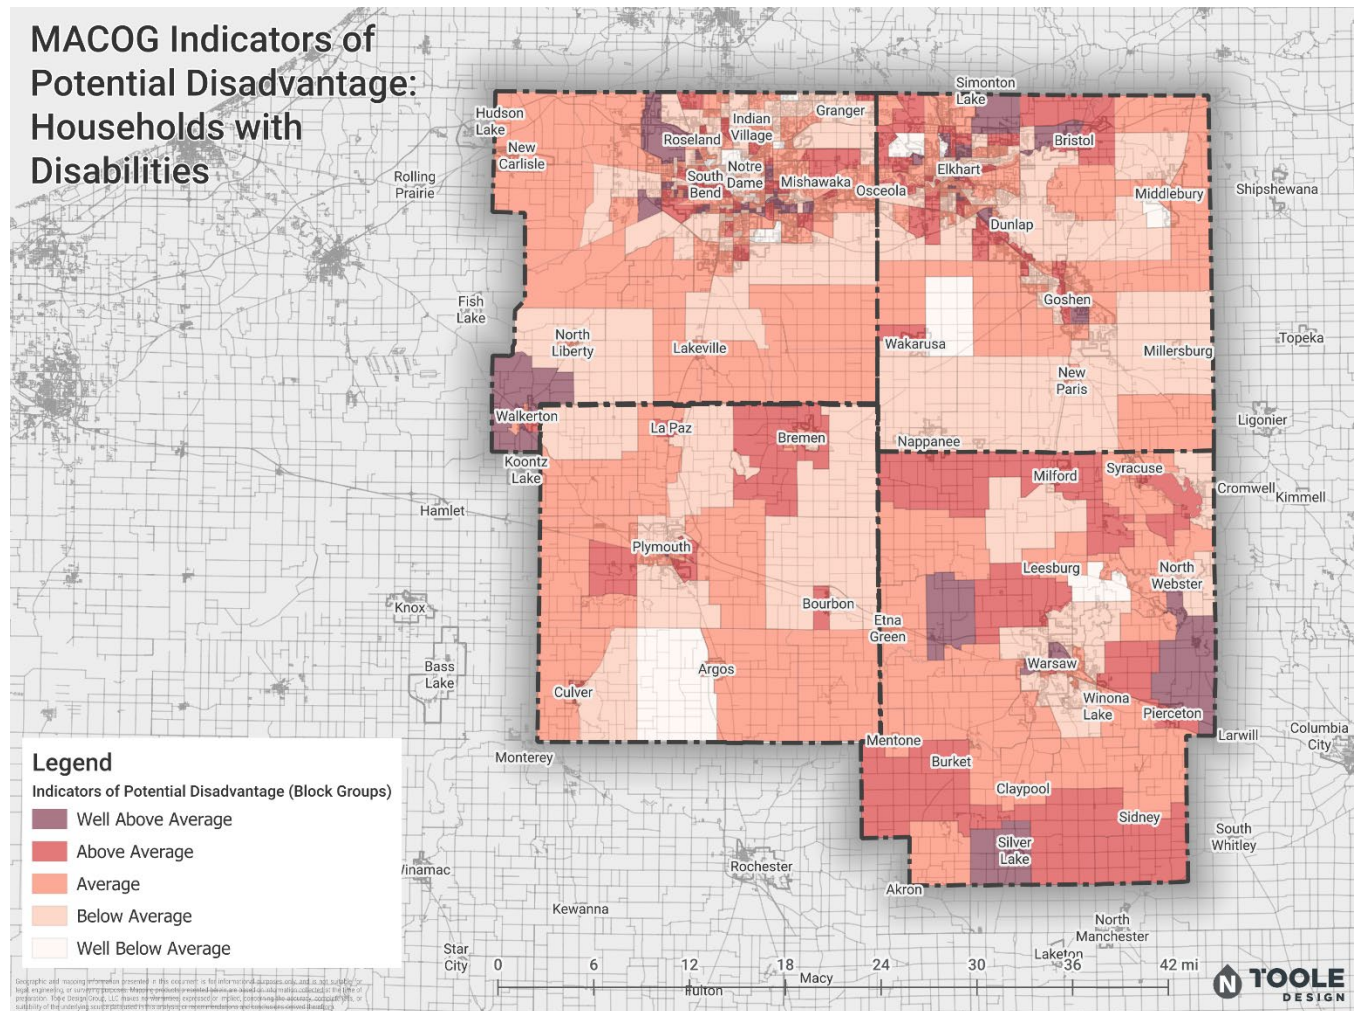 MACOG Indicators of
Potential Disadvantage:
Households with
Disabilities
Simonton
Lake
Hudson
Lake
Indian
Village
Granger
Roseland
Bristol
New
Carlisle
Notre
Dame
Elkhart
Rolling
Prairie
South
Bend
Mishawaka
Osceola
Middlebury
Shipshewana
Dunlap
Fish
Lake
Goshen
North
Liberty
Lakeville
Wakarusa
Millersburg
Topeka
New
Paris
Walkerton
La Paz
Bremen
Nappanee
Ligonier
Koontz
Lake
Milford
Syracuse
Cromwell
Kimmell
Hamlet
Plymouth
Leesburg
North
Webster
Knox
Bourbon
Etna
Green
Bass
Lake
Argos
Warsaw
Culver
Winona
Lake
Pierceton
Mentone
Larwill
Columbia
City
Monterey
Burket
Claypool
Sidney
Silver
Lake
South
Whitley
Winamac
Rochester
Akron
Kewanna
North
Manchester
Star
City
Laketon
Macy
Fulton
Legend
Indicators of Potential Disadvantage (Block Groups)
Well Above Average
Above Average
Average
Below Average
Well Below Average
0 6 12 18 24 30 36 42 mi
N
TOOLE
DESIGN